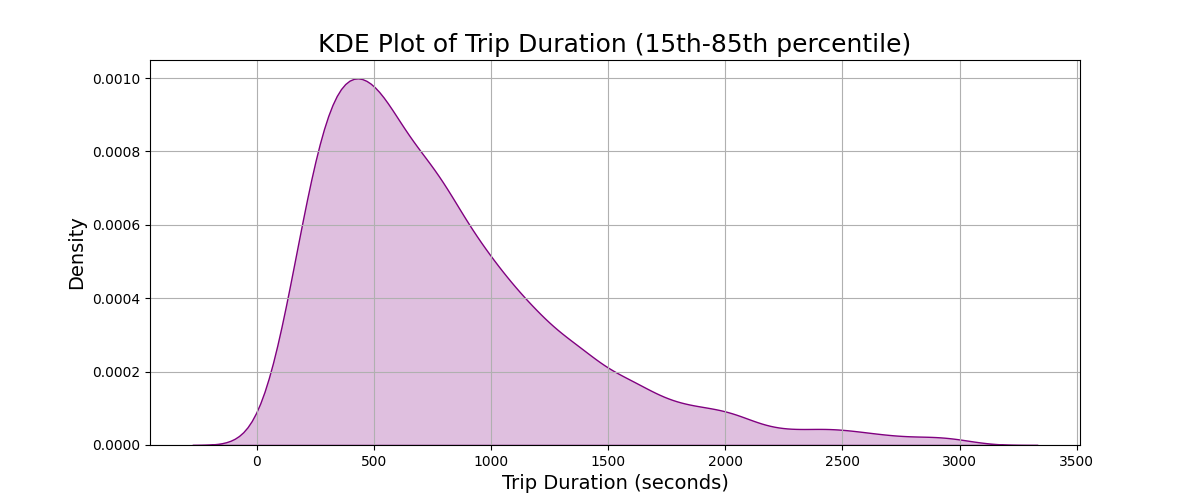 KDE Plot of Trip Duration (15th-85th percentile)
Density
0.0010
0.0008
0.0006
0.0004
0.0002
0.0000
0 500 1000 1500 2000 2500 3000 3500
Trip Duration (seconds)